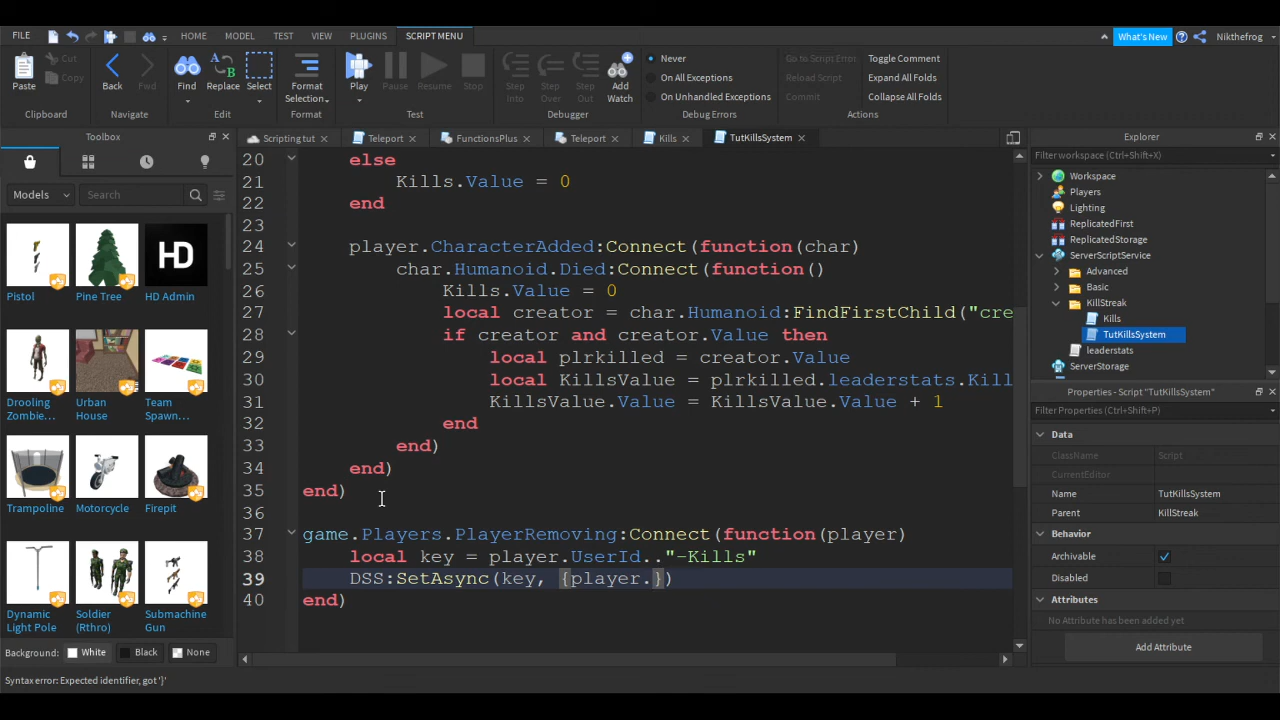 FILE HOME MODEL TEST VIEW PLUGINS SCRIPT MENU What's New Nikthefrog
Paste Cut Copy Back Fwd Find Replace Select Format Selection Play Pause Resume Stop Step Into Step Over Step Out Add Watch Never On All Exceptions On Unhandled Exceptions Go to Script Error Reload Script Commit Toggle Comment Expand All Folds Collapse All Folds
Clipboard Navigate Edit Format Test Debugger Debug Errors Actions
Toolbox
Models Search
Pistol Pine Tree HD Admin
HD
Drooling Zombie... Urban House Team Spawn...
Trampoline Motorcycle Firepit
Dynamic Light Pole Soldier (Rthro) Submachine Gun
Background: White Black None
Scripting tut Teleport FunctionsPlus Teleport Kills TutKillsSystem
20 else
21 Kills.Value = 0
22 end
23
24 player.CharacterAdded:Connect(function(char)
25 char.Humanoid.Died:Connect(function()
26 Kills.Value = 0
27 local creator = char.Humanoid:FindFirstChild("cre
28 if creator and creator.Value then
29 local plrkilled = creator.Value
30 local KillsValue = plrkilled.leaderstats.Kill
31 KillsValue.Value = KillsValue.Value + 1
32 end
33 end)
34 end)
35 end)
36
37 game.Players.PlayerRemoving:Connect(function(player)
38 local key = player.UserId.."-Kills"
39 DSS:SetAsync(key, {player.})
40 end)
Explorer
Filter workspace (Ctrl+Shift+X)
Workspace
Players
Lighting
ReplicatedFirst
ReplicatedStorage
ServerScriptService
Advanced
Basic
KillStreak
Kills
TutKillsSystem
leaderstats
ServerStorage
Properties - Script "TutKillsSystem"
Filter Properties (Ctrl+Shift+P)
Data
ClassName Script
CurrentEditor
Name TutKillsSystem
Parent KillStreak
Behavior
Archivable
Disabled
Attributes
No Attribute has been added yet
Add Attribute
Syntax error: Expected identifier, got '}'